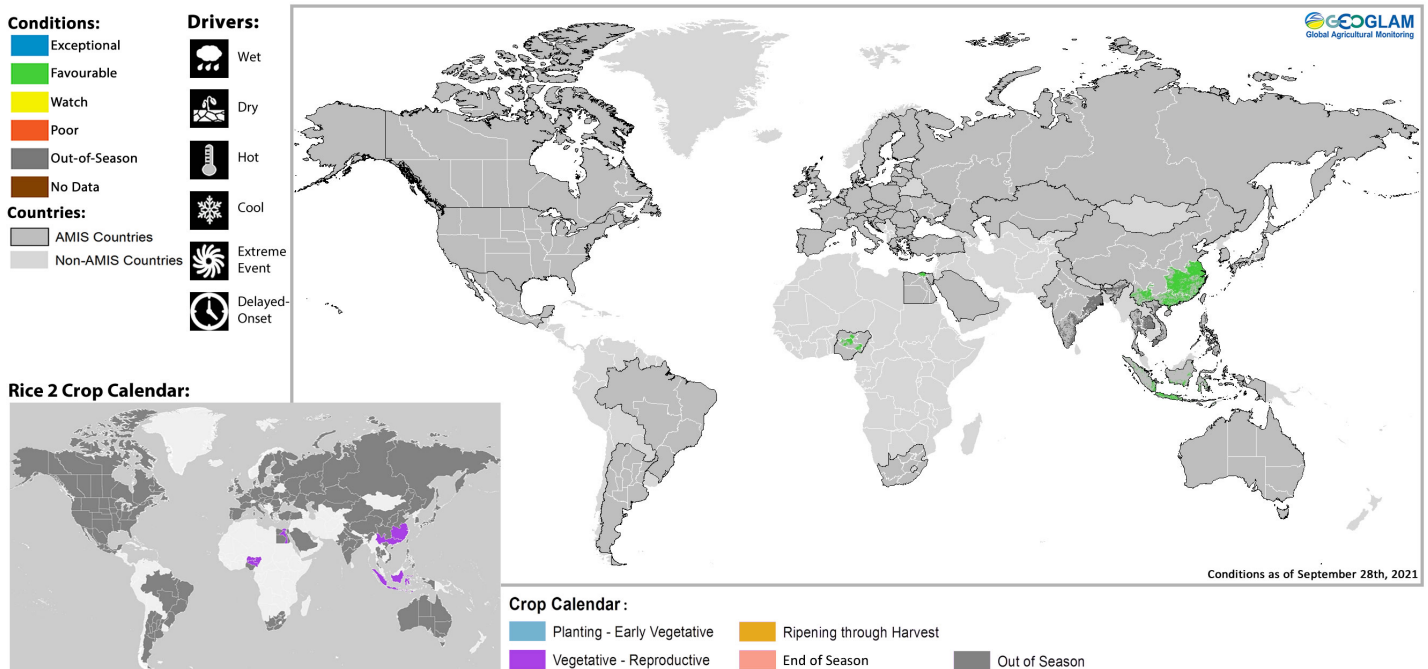 Conditions:
Exceptional
Favourable
Watch
Poor
Out-of-Season
No Data
Countries:
AMIS Countries
Non-AMIS Countries
Drivers:
Wet
Dry
Hot
Cool
Extreme
Event
Delayed-
Onset
GEOGLAM
Global Agricultural Monitoring
Conditions as of September 28th, 2021
Rice 2 Crop Calendar:
Crop Calendar :
Planting - Early Vegetative
Ripening through Harvest
Vegetative - Reproductive
End of Season
Out of Season